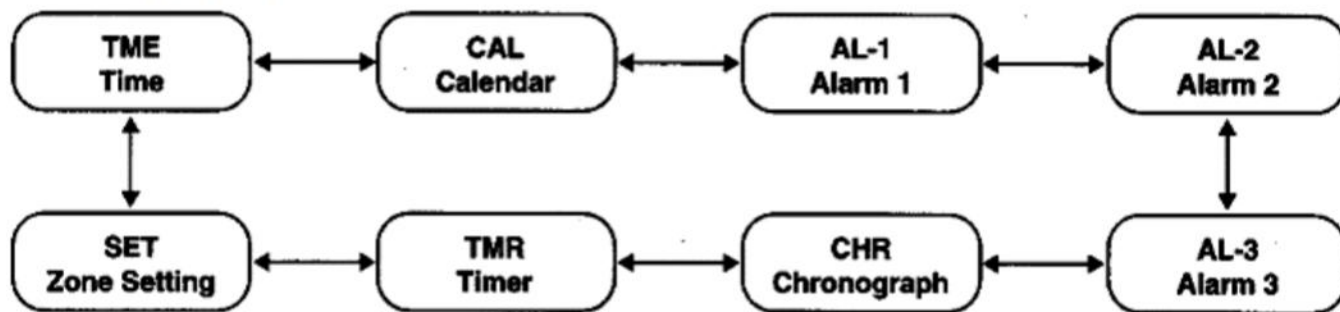 TME
Time
CAL
Calendar
AL-1
Alarm 1
AL-2
Alarm 2
SET
Zone Setting
TMR
Timer
CHR
Chronograph
AL-3
Alarm 3